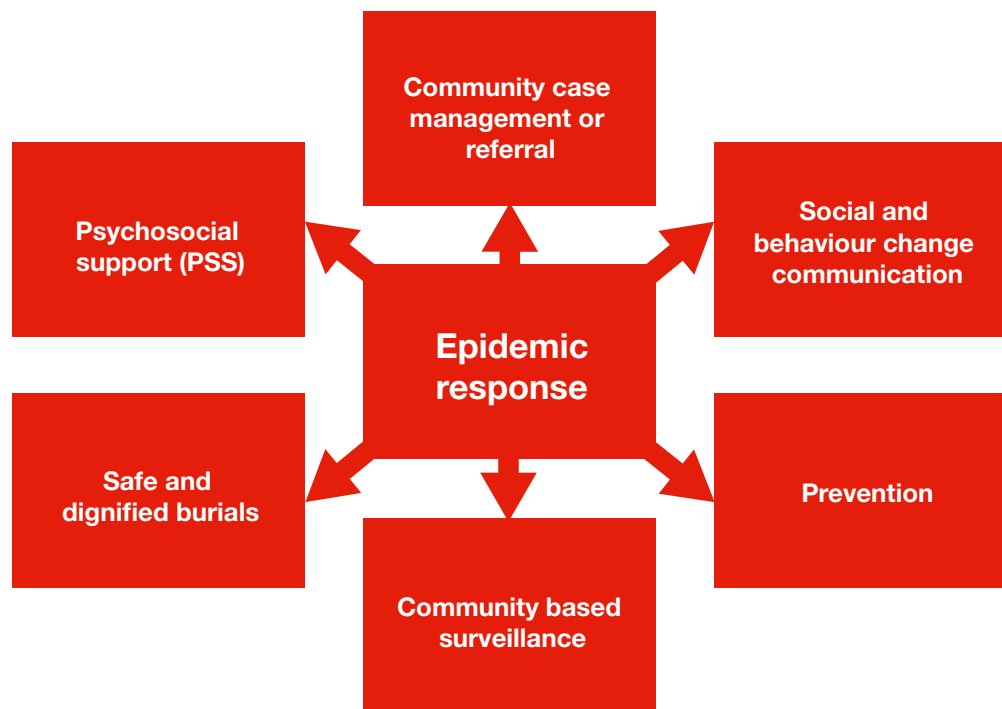 Community case
management or
referral
Psychosocial
support (PSS)
Social and
behaviour change
communication
Epidemic
response
Safe and
dignified burials
Prevention
Community based
surveillance